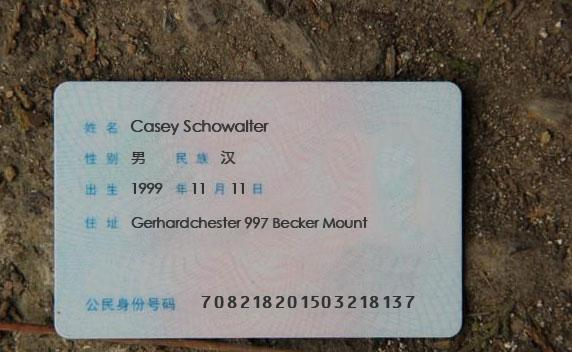 姓名 Casey Schowalter
性别 男 民族 汉
出生 1999 年 11 月 11 日
住址 Gerhardchester 997 Becker Mount
公民身份号码 708218201503218137